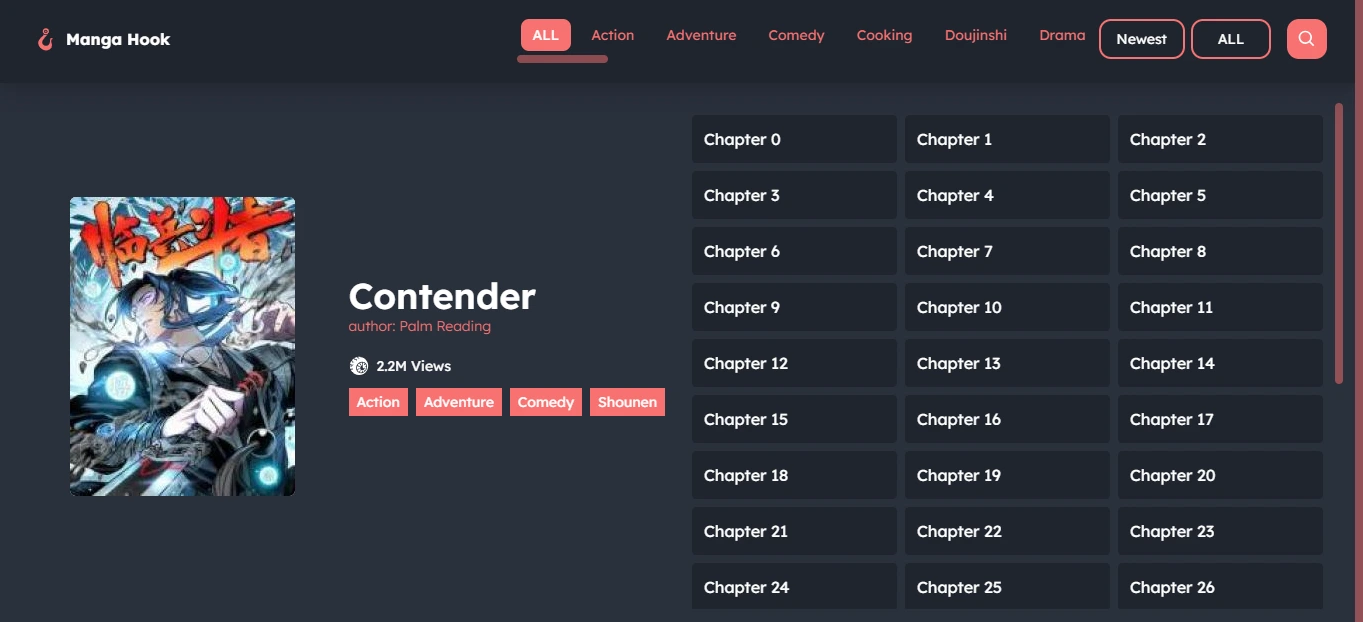 Manga Hook
ALL Action Adventure Comedy Cooking Doujinshi Drama Newest ALL
临兵斗者
Contender
author: Palm Reading
2.2M Views
Action Adventure Comedy Shounen
Chapter 0 Chapter 1 Chapter 2
Chapter 3 Chapter 4 Chapter 5
Chapter 6 Chapter 7 Chapter 8
Chapter 9 Chapter 10 Chapter 11
Chapter 12 Chapter 13 Chapter 14
Chapter 15 Chapter 16 Chapter 17
Chapter 18 Chapter 19 Chapter 20
Chapter 21 Chapter 22 Chapter 23
Chapter 24 Chapter 25 Chapter 26